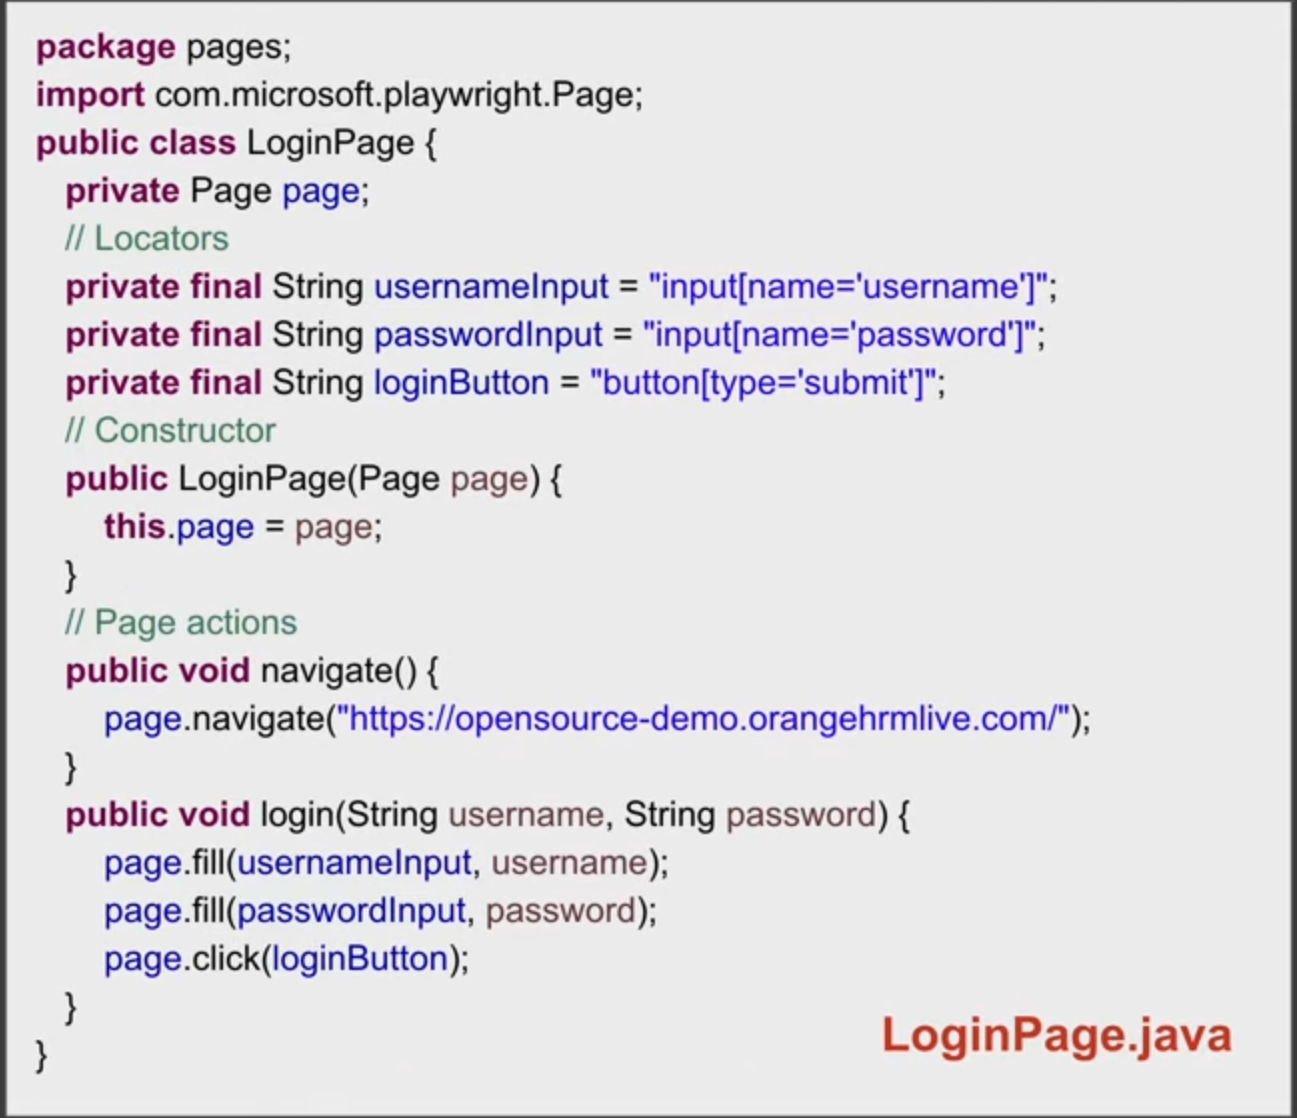 package pages;
import com.microsoft.playwright.Page;
public class LoginPage {
private Page page;
// Locators
private final String usernameInput = "input[name='username']";
private final String passwordInput = "input[name='password']";
private final String loginButton = "button[type='submit']";
// Constructor
public LoginPage(Page page) {
this.page = page;
}
// Page actions
public void navigate() {
page.navigate("https://opensource-demo.orangehrmlive.com/");
}
public void login(String username, String password) {
page.fill(usernameInput, username);
page.fill(passwordInput, password);
page.click(loginButton);
}
}
LoginPage.java